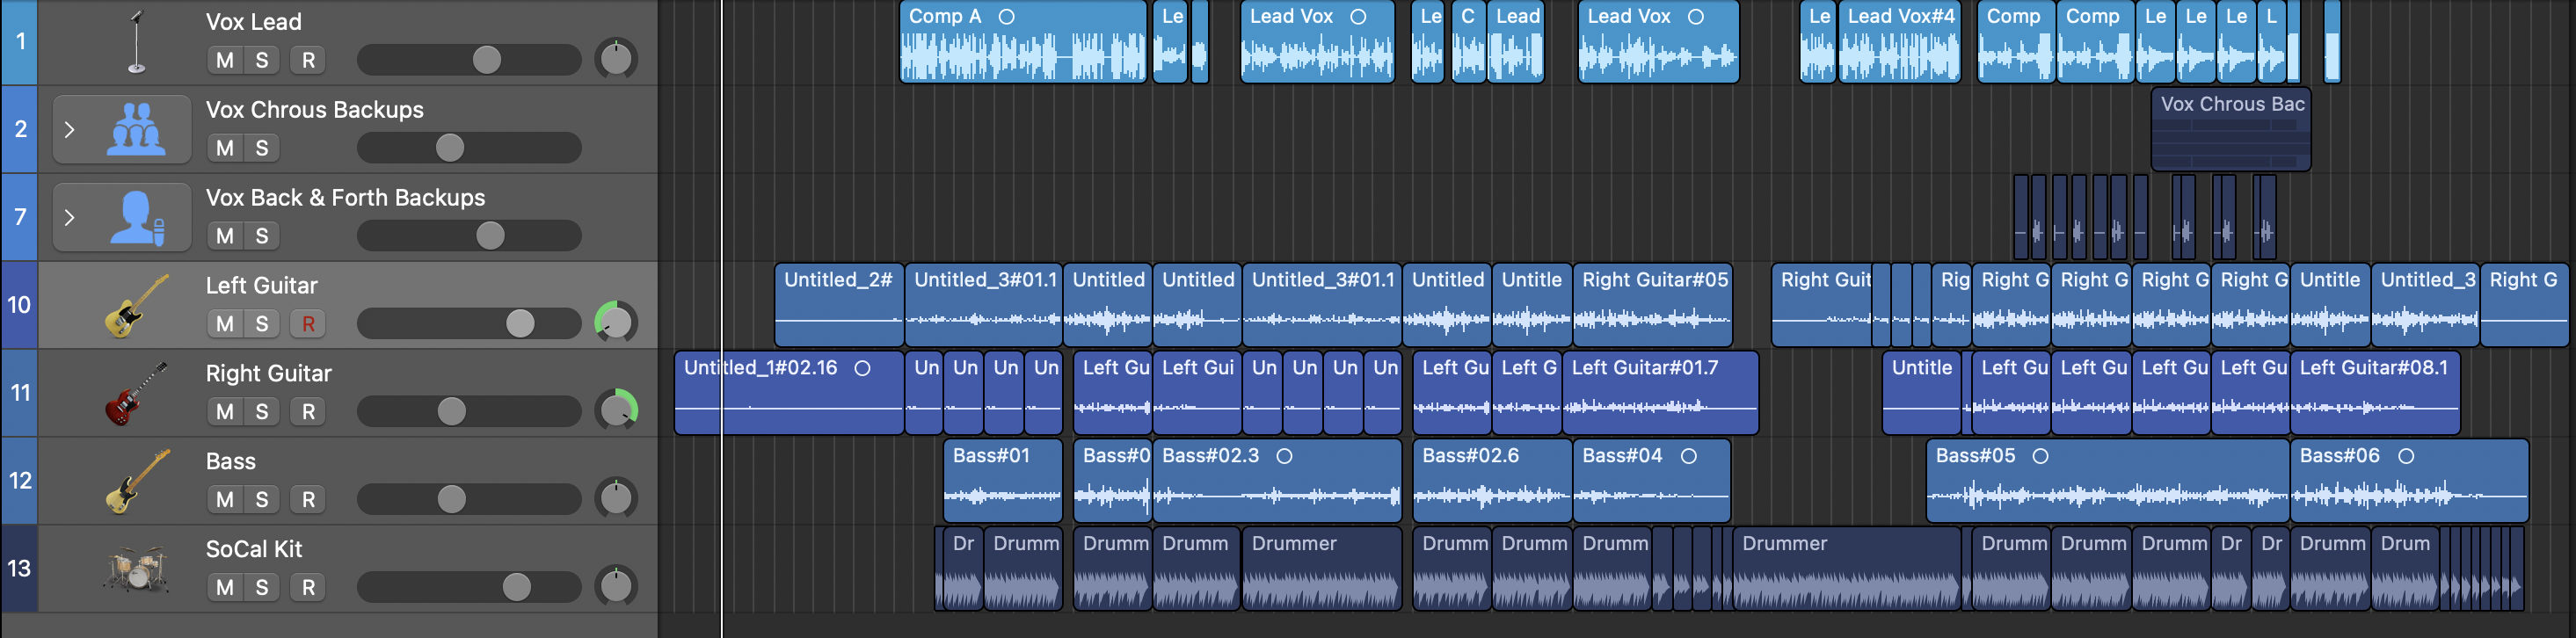 1 Vox Lead
M S R
Comp A Le Lead Vox Le C Lead Lead Vox Le Lead Vox#4 Comp Comp Le Le Le L
2 Vox Chrous Backups
M S
Vox Chrous Bac
7 Vox Back & Forth Backups
M S
10 Left Guitar
M S R
Untitled_2# Untitled_3#01.1 Untitled Untitled Untitled_3#01.1 Untitled Untitle Right Guitar#05 Right Guit Rig Right G Right G Right G Right G Untitle Untitled_3 Right G
11 Right Guitar
M S R
Untitled_1#02.16 Un Un Un Un Left Gu Left Gui Un Un Un Un Left Gu Left G Left Guitar#01.7 Untitle Left Gu Left Gu Left Gu Left Gu Left Guitar#08.1
12 Bass
M S R
Bass#01 Bass#0 Bass#02.3 Bass#02.6 Bass#04 Bass#05 Bass#06
13 SoCal Kit
M S R
Dr Drumm Drumm Drumm Drummer Drumm Drumm Drumm Drummer Drumm Drumm Drumm Dr Dr Drumm Drum